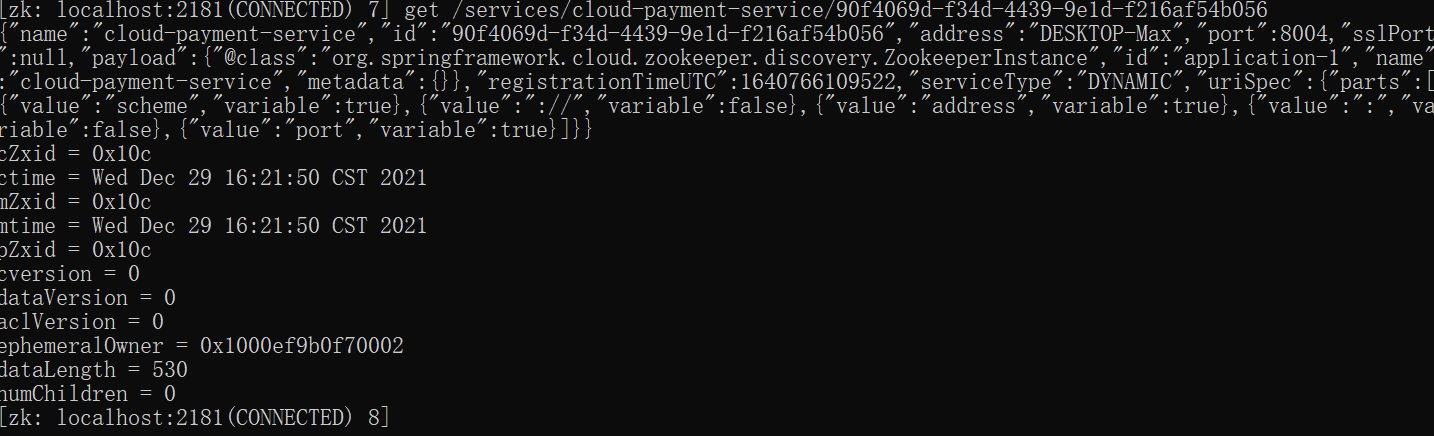 [zk: localhost:2181(CONNECTED) 7] get /services/cloud-payment-service/90f4069d-f34d-4439-9e1d-f216af54b056
{"name":"cloud-payment-service","id":"90f4069d-f34d-4439-9e1d-f216af54b056","address":"DESKTOP-Max","port":8004,"sslPort
":null,"payload":{"@class":"org.springframework.cloud.zookeeper.discovery.ZookeeperInstance","id":"application-1","name"
:"cloud-payment-service","metadata":{}},"registrationTimeUTC":1640766109522,"serviceType":"DYNAMIC","uriSpec":{"parts":[
{"value":"scheme","variable":true},{"value":"://","variable":false},{"value":"address","variable":true},{"value":":","va
riable":false},{"value":"port","variable":true}]}}
cZxid = 0x10c
ctime = Wed Dec 29 16:21:50 CST 2021
mZxid = 0x10c
mtime = Wed Dec 29 16:21:50 CST 2021
pZxid = 0x10c
cversion = 0
dataVersion = 0
aclVersion = 0
ephemeralOwner = 0x1000ef9b0f70002
dataLength = 530
numChildren = 0
[zk: localhost:2181(CONNECTED) 8]